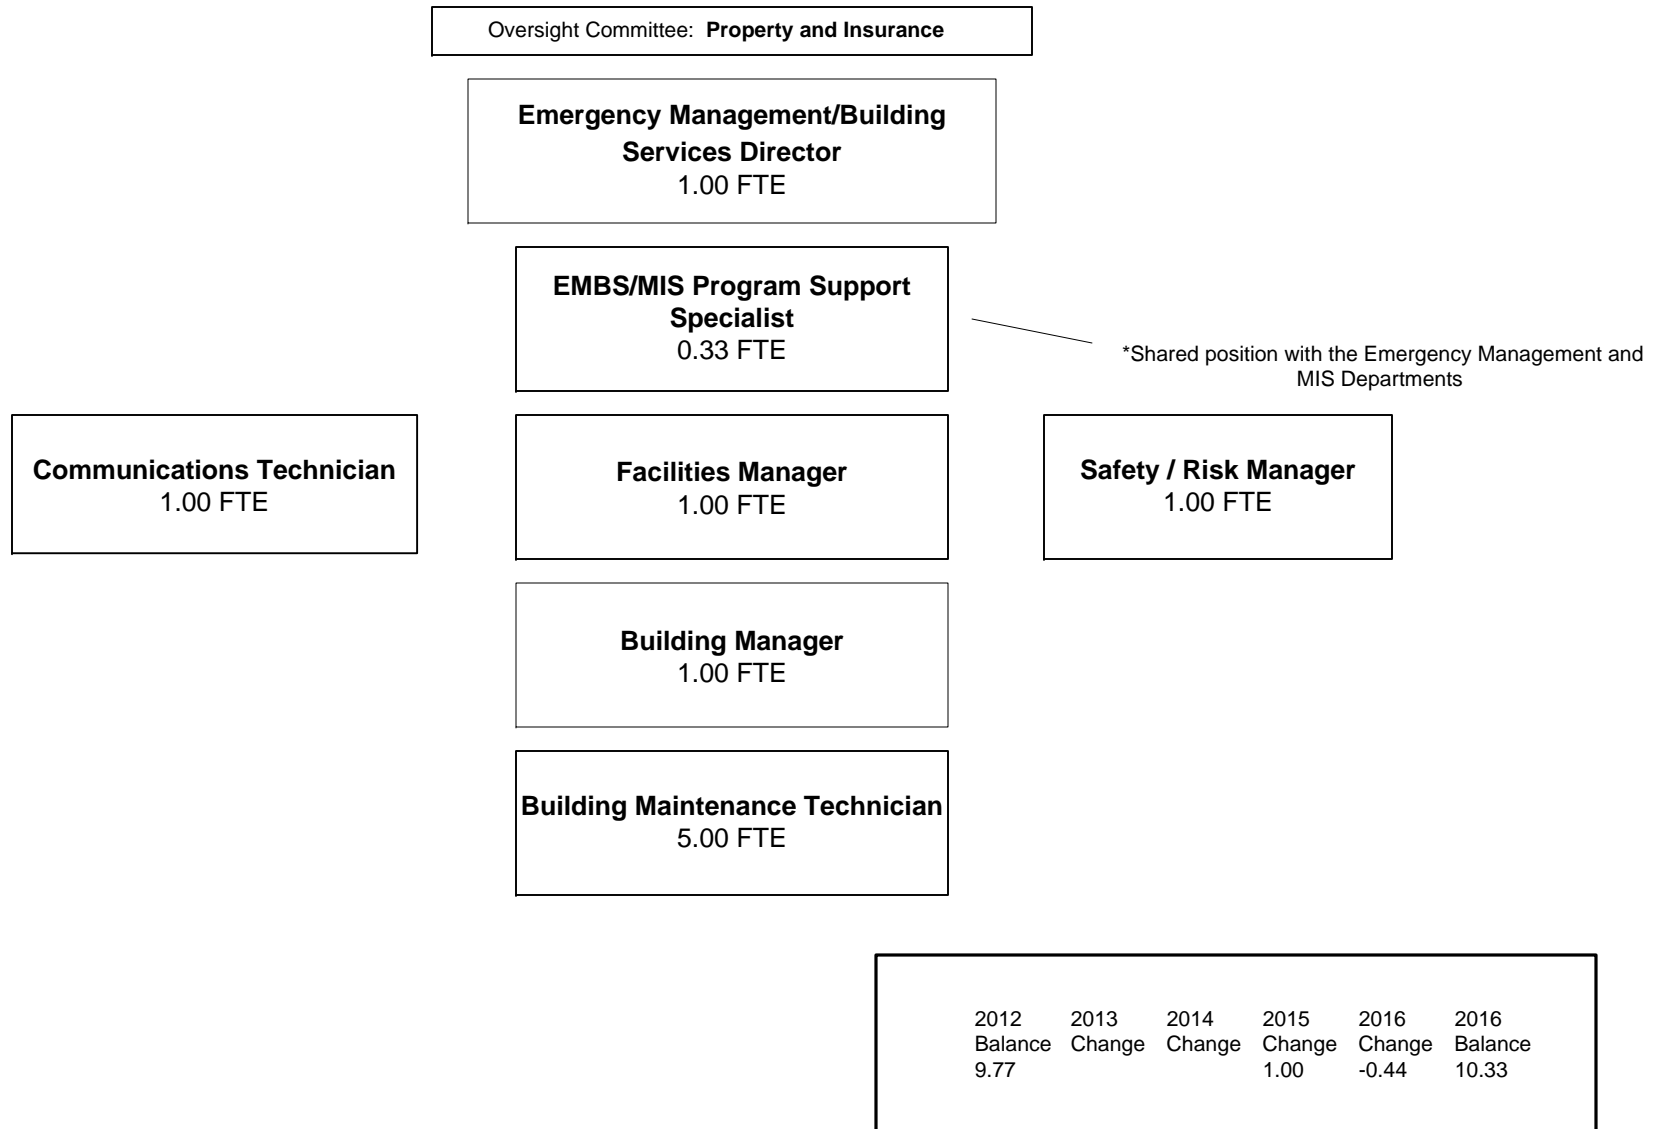 Oversight Committee: Property and Insurance
Emergency Management/Building
Services Director
1.00 FTE
EMBS/MIS Program Support
Specialist
0.33 FTE
*Shared position with the Emergency Management and
MIS Departments
Communications Technician
1.00 FTE
Facilities Manager
1.00 FTE
Safety / Risk Manager
1.00 FTE
Building Manager
1.00 FTE
Building Maintenance Technician
5.00 FTE
2012 2013 2014 2015 2016 2016
Balance Change Change Change Change Balance
9.77 1.00 -0.44 10.33